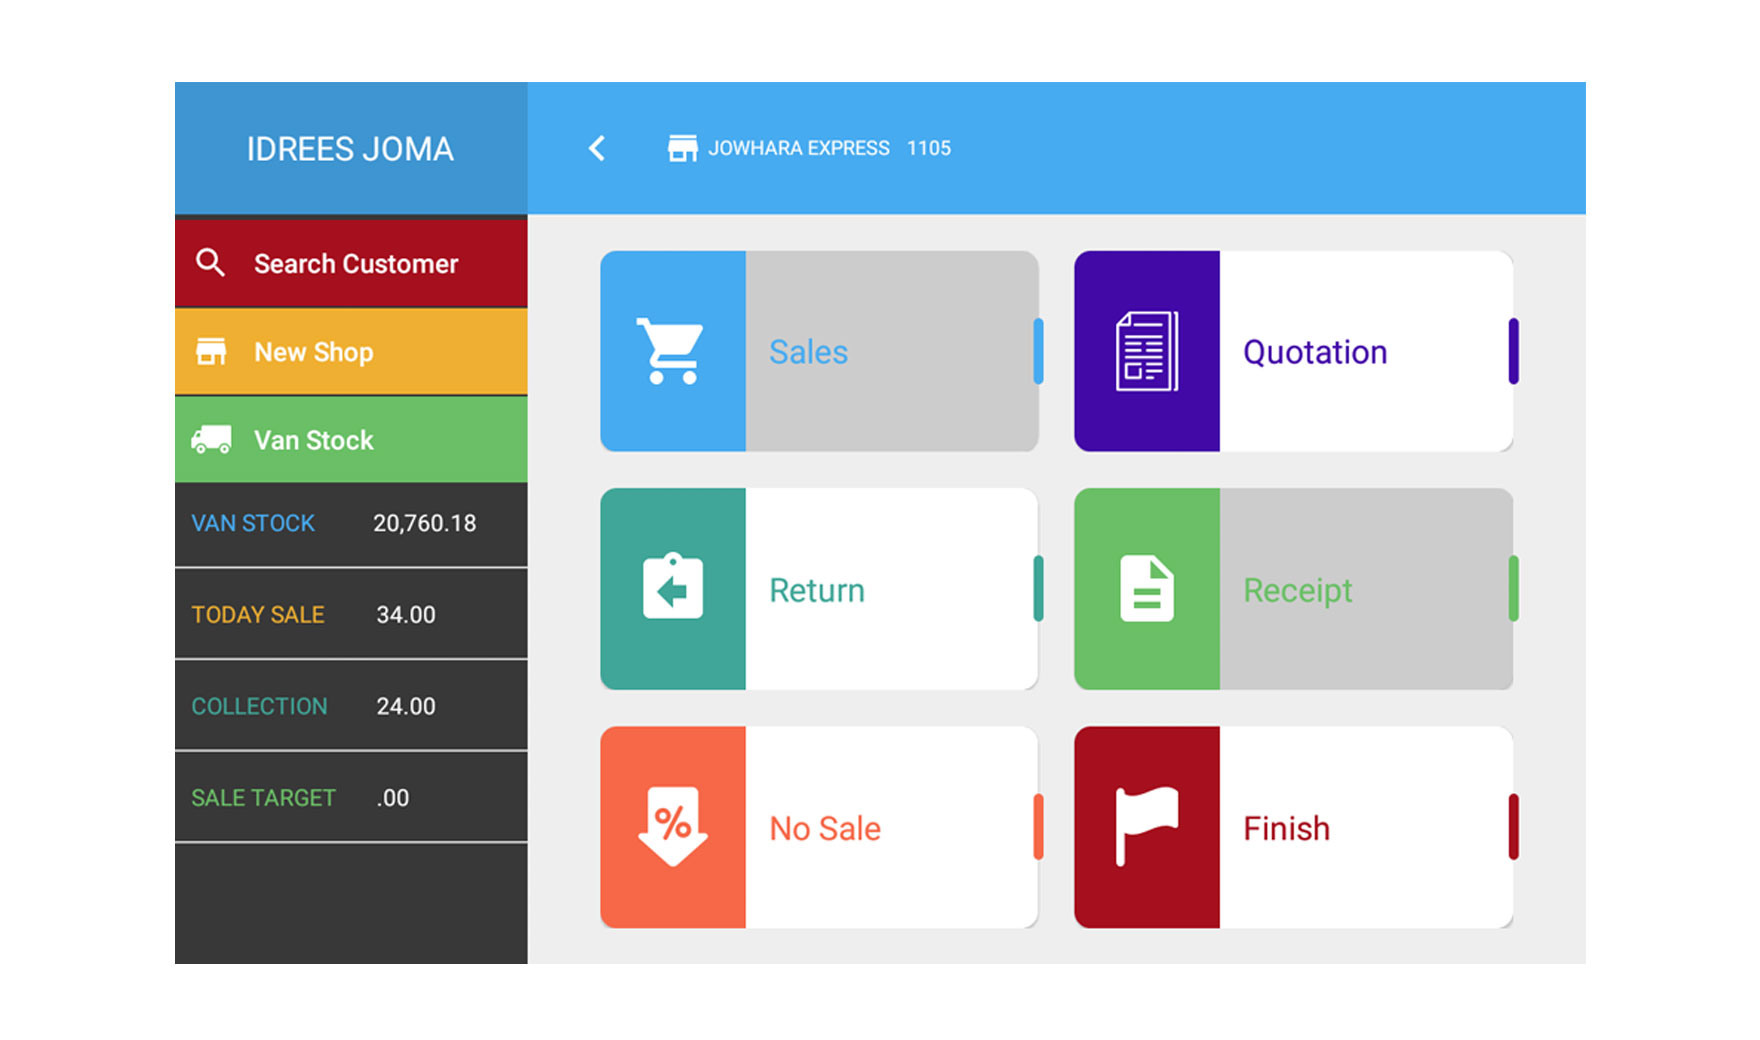 IDREES JOMA
JOWHARA EXPRESS 1105
Search Customer
New Shop
Van Stock
VAN STOCK 20,760.18
TODAY SALE 34.00
COLLECTION 24.00
SALE TARGET .00
Sales
Quotation
Return
Receipt
%
No Sale
Finish